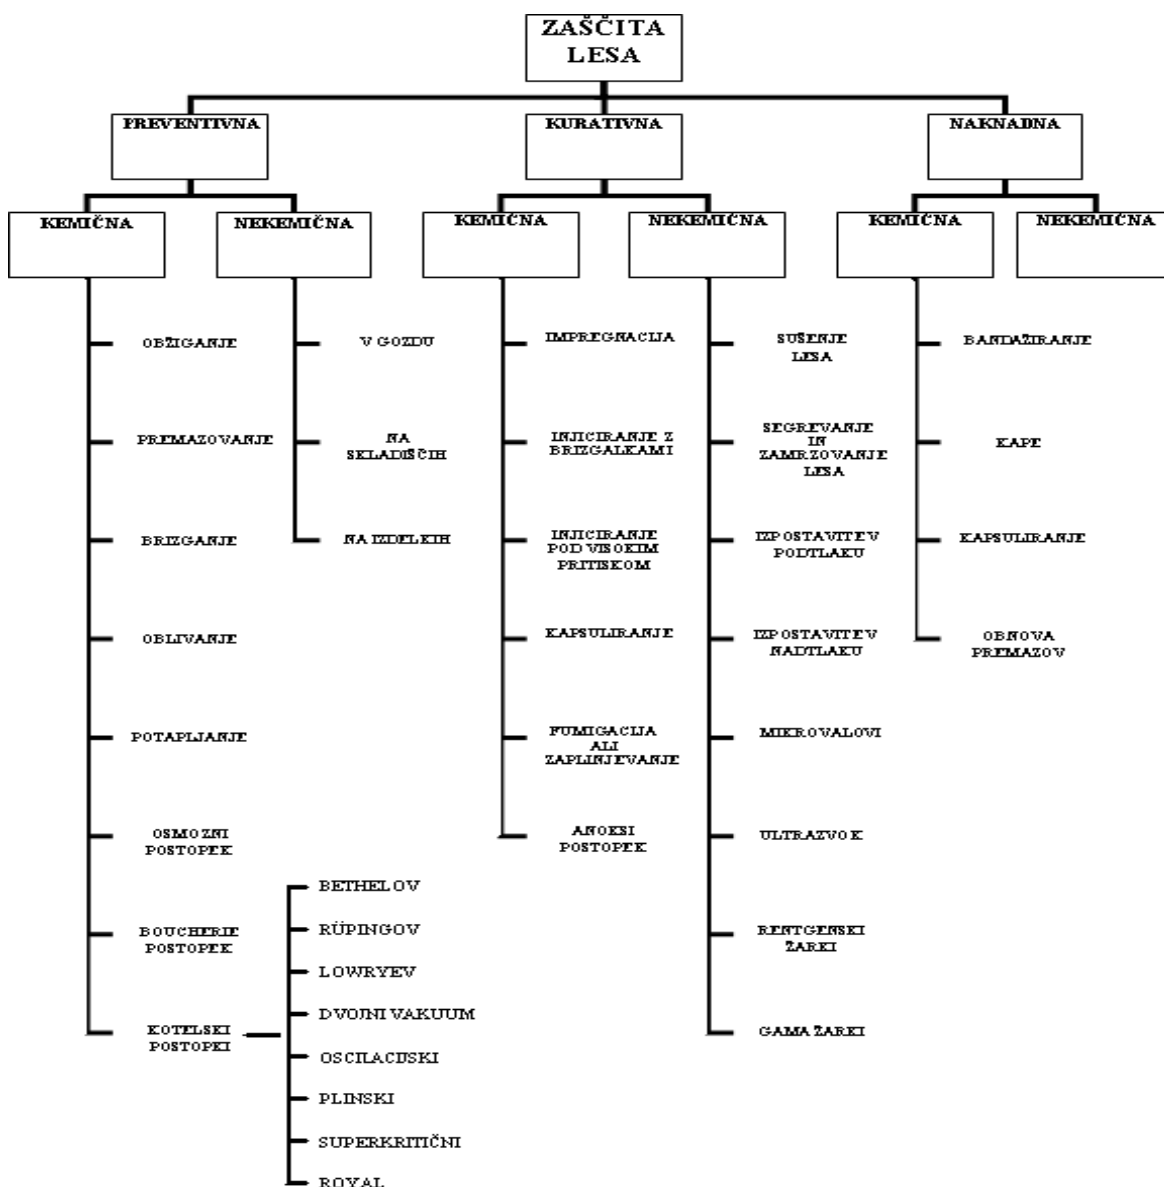 ZAŠČITA
LESA
PREVENTIVNA
KURATIVNA
NAKNADNA
KEMIČNA
NEKEMIČNA
KEMIČNA
NEKEMIČNA
KEMIČNA
NEKEMIČNA
OBŽIGANJE
PREMAZOVANJE
BRIZGANJE
OBLIVANJE
POTAPLJANJE
OSMOZNI
POSTOPEK
BOUCHERIE
POSTOPEK
KOTELSKI
POSTOPKI
BETHELOV
RÜPINGOV
LOWRYEV
DVOJNI VAKUUM
OSCILACIJSKI
PLINSKI
SUPERKRITIČNI
ROYAL
V GOZDU
NA
SKLADIŠČIH
NA IZDELKIH
IMPREGNACIJA
INJICIRANJE Z
BRIZGALKAMI
INJICIRANJE
POD VISOKIM
PRITISKOM
KAPSULIRANJE
FUMIGACIJA
ALI
ZAPLINJEVANJE
ANOKSI
POSTOPEK
SUŠENJE
LESA
SEGREVANJE
IN
ZAMRZOVANJE
LESA
IZPOSTAVITEV
PODTLAKU
IZPOSTAVITEV
NADTLAKU
MIKROVALOVI
ULTRAZVOK
RENTGENSKI
ŽARKI
GAMA ŽARKI
BANDAŽIRANJE
KAPE
KAPSULIRANJE
OBNOVA
PREMAZOV